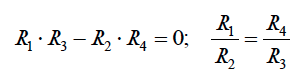 R₁ · R₃ − R₂ · R₄ = 0; R₁/R₂ = R₄/R₃